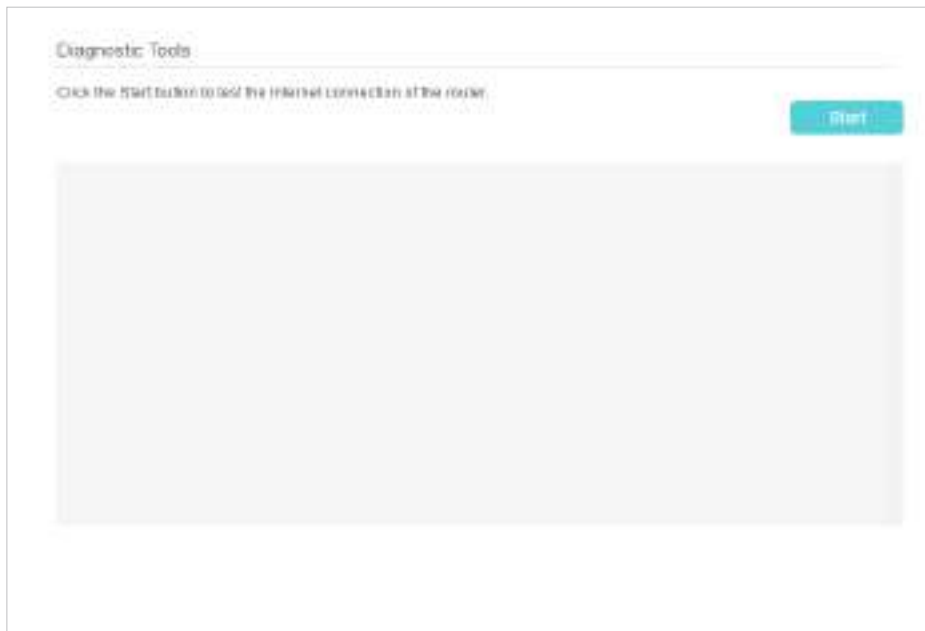 Diagnostic Tools
Click the Start button to test the Internet connection of the router.
Start